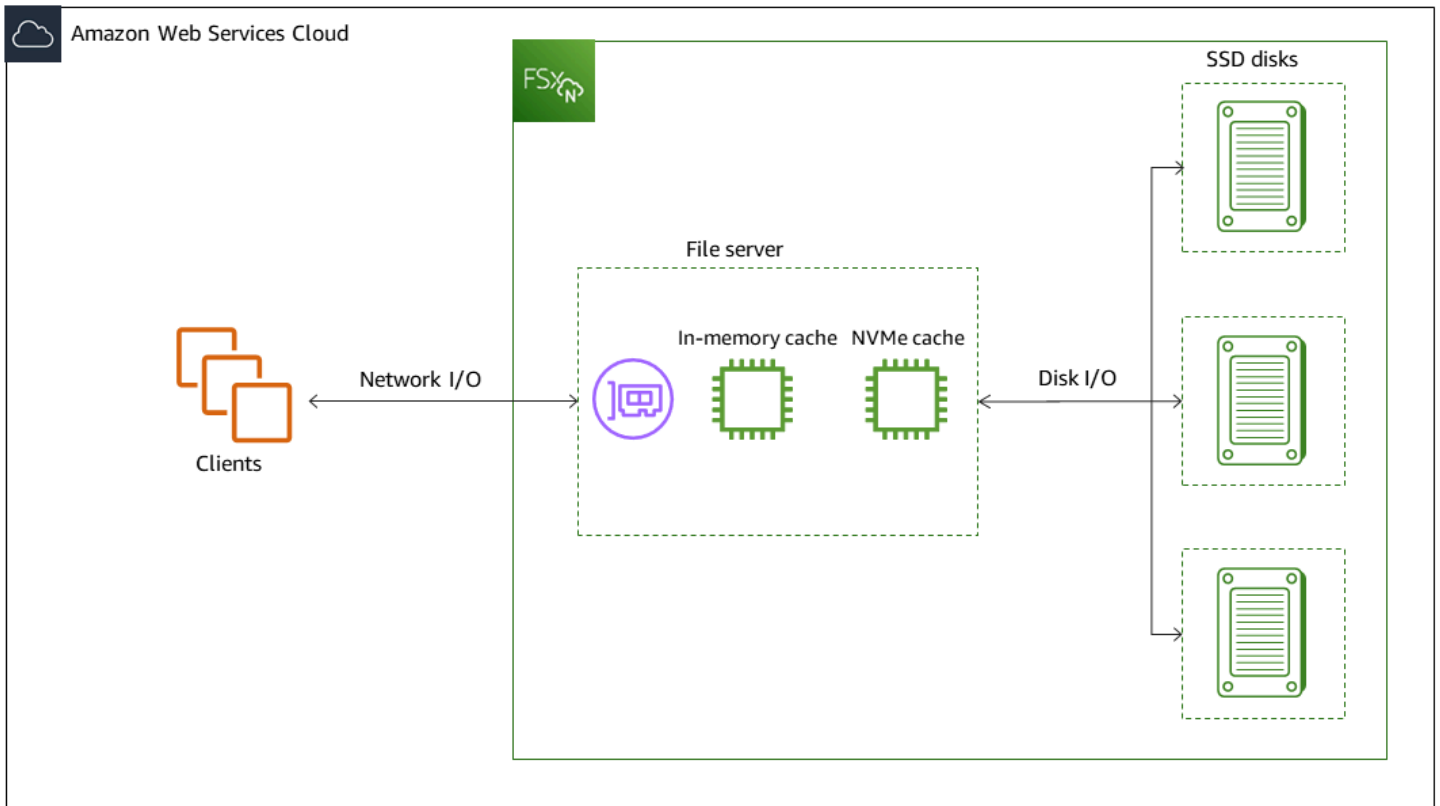 Amazon Web Services Cloud
FSx
N
SSD disks
File server
In-memory cache
NVMe cache
Network I/O
Disk I/O
Clients